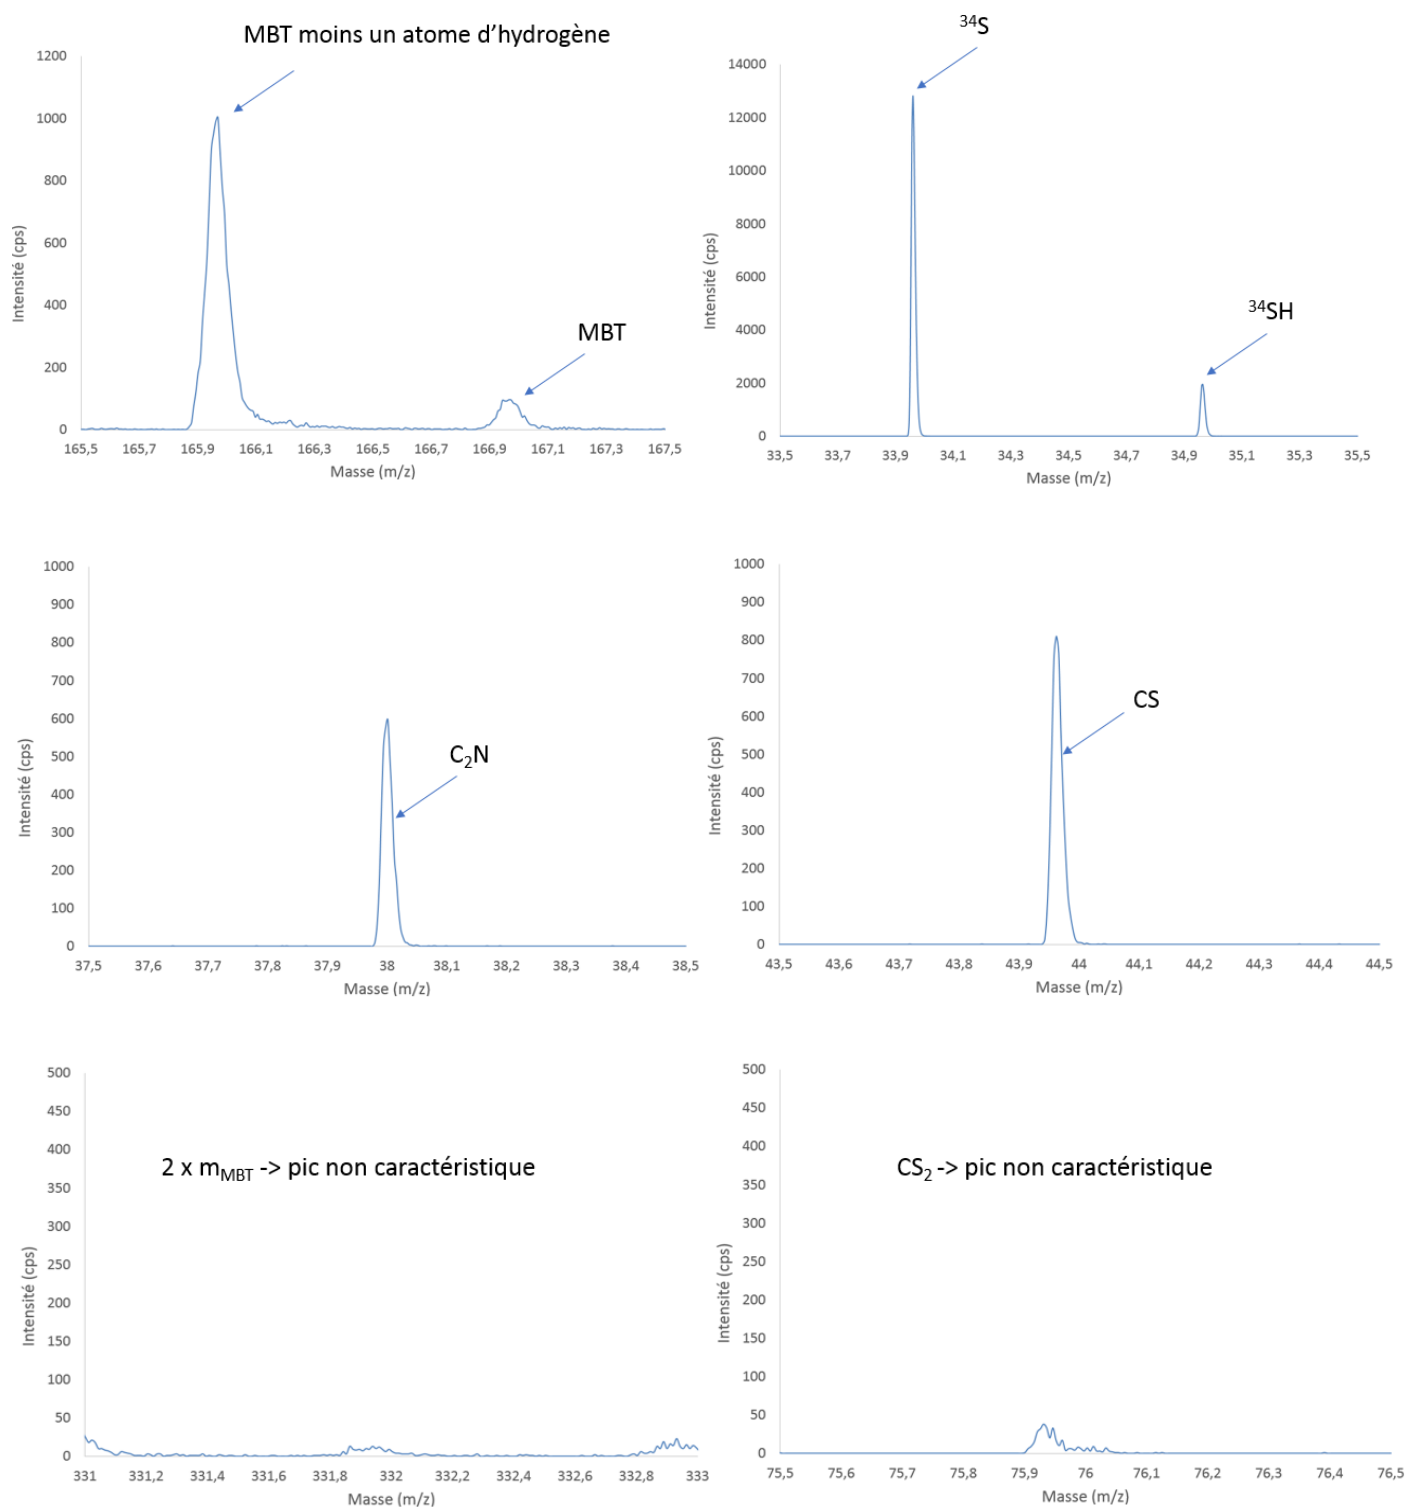 MBT moins un atome d'hydrogène
1200
1000
800
600
400
200
0
Intensité (cps)
MBT
165,5 165,7 165,9 166,1 166,3 166,5 166,7 166,9 167,1 167,3 167,5
Masse (m/z)
³⁴S
14000
12000
10000
8000
6000
4000
2000
0
Intensité (cps)
³⁴SH
33,5 33,7 33,9 34,1 34,3 34,5 34,7 34,9 35,1 35,3 35,5
Masse (m/z)
1000
900
800
700
600
500
400
300
200
100
0
Intensité (cps)
C₂N
37,5 37,6 37,7 37,8 37,9 38 38,1 38,2 38,3 38,4 38,5
Masse (m/z)
1000
900
800
700
600
500
400
300
200
100
0
Intensité (cps)
CS
43,5 43,6 43,7 43,8 43,9 44 44,1 44,2 44,3 44,4 44,5
Masse (m/z)
500
450
400
350
300
250
200
150
100
50
0
Intensité (cps)
2 x m<sub>MBT</sub> -> pic non caractéristique
331 331,2 331,4 331,6 331,8 332 332,2 332,4 332,6 332,8 333
Masse (m/z)
500
450
400
350
300
250
200
150
100
50
0
Intensité (cps)
CS₂ -> pic non caractéristique
75,5 75,6 75,7 75,8 75,9 76 76,1 76,2 76,3 76,4 76,5
Masse (m/z)